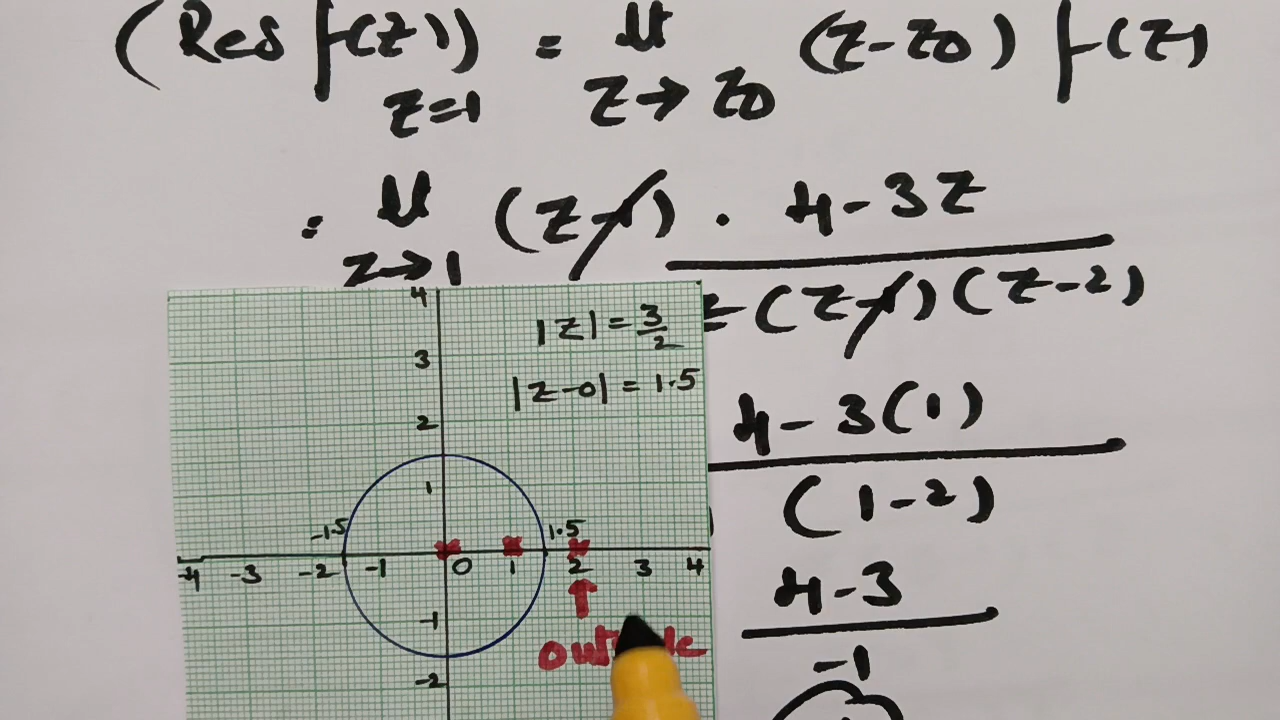 (Res f(z)) = lt (z-z0) f(z)
z=1 z→z0
= lt (z-1) . 4-3z
z→1 z(z-1)(z-2)
4-3(1)
(1-2)
4-3
-1
|z| = 3/2
|z-0| = 1.5
4
3
2
1
-1.5 1.5
-4 -3 -2 -1 0 1 2 3 4
-1
-2